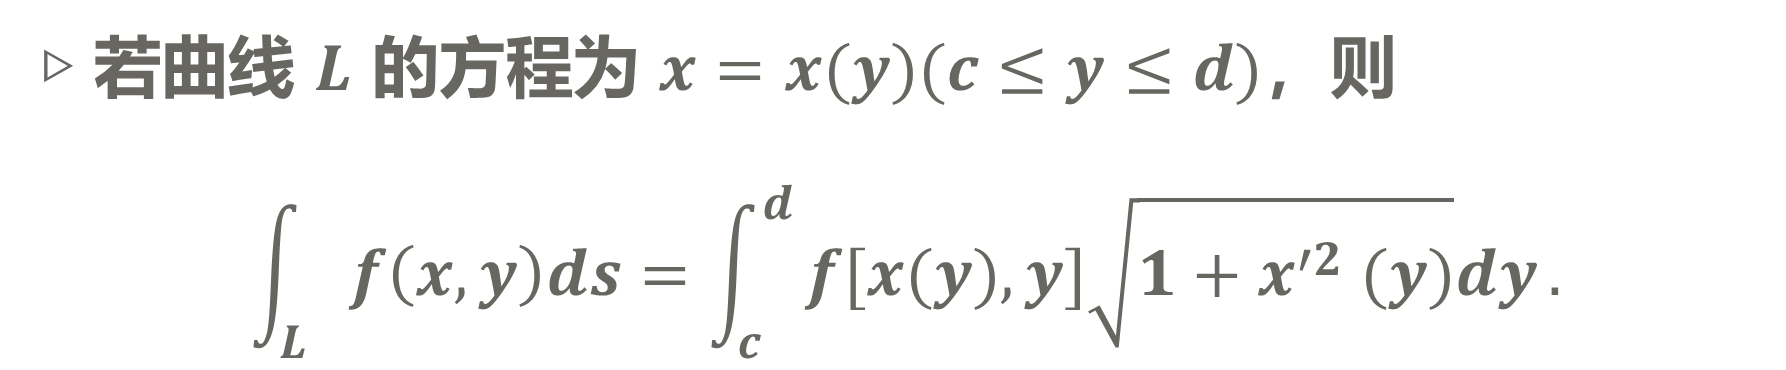 ▷ 若曲线 L 的方程为 x = x(y)(c ≤ y ≤ d)，则
∫_L f(x, y)ds = ∫_c^d f[x(y), y]√(1 + x′² (y))dy.